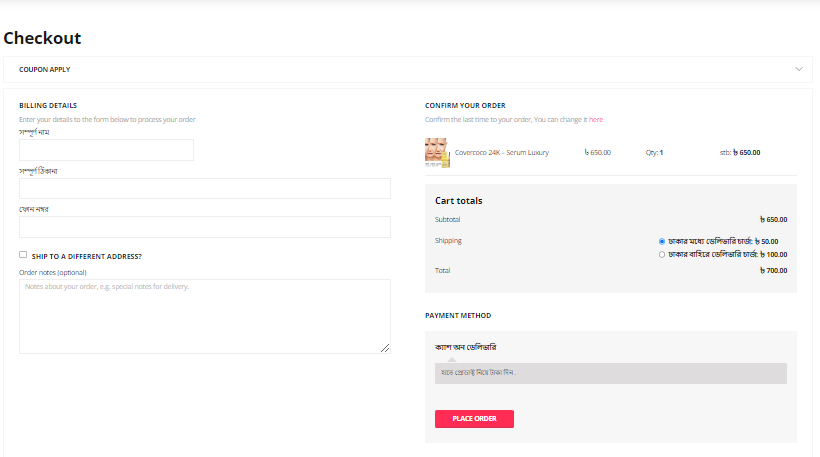 Checkout
COUPON APPLY
BILLING DETAILS
Enter your details to the form below to process your order
সম্পূর্ণ নাম
সম্পূর্ণ ঠিকানা
ফোন নম্বর
SHIP TO A DIFFERENT ADDRESS?
Order notes (optional)
Notes about your order, e.g. special notes for delivery.
CONFIRM YOUR ORDER
Confirm the last time to your order, You can change it here
Covercoco 24K – Serum Luxury ৳ 650.00 Qty: 1 stb: ৳ 650.00
Cart totals
Subtotal ৳ 650.00
Shipping ঢাকার মধ্যে ডেলিভারি চার্জ: ৳ 50.00
ঢাকার বাহিরে ডেলিভারি চার্জ: ৳ 100.00
Total ৳ 700.00
PAYMENT METHOD
ক্যাশ অন ডেলিভারি
হাতে প্রোডাক্ট নিয়ে টাকা দিন .
PLACE ORDER